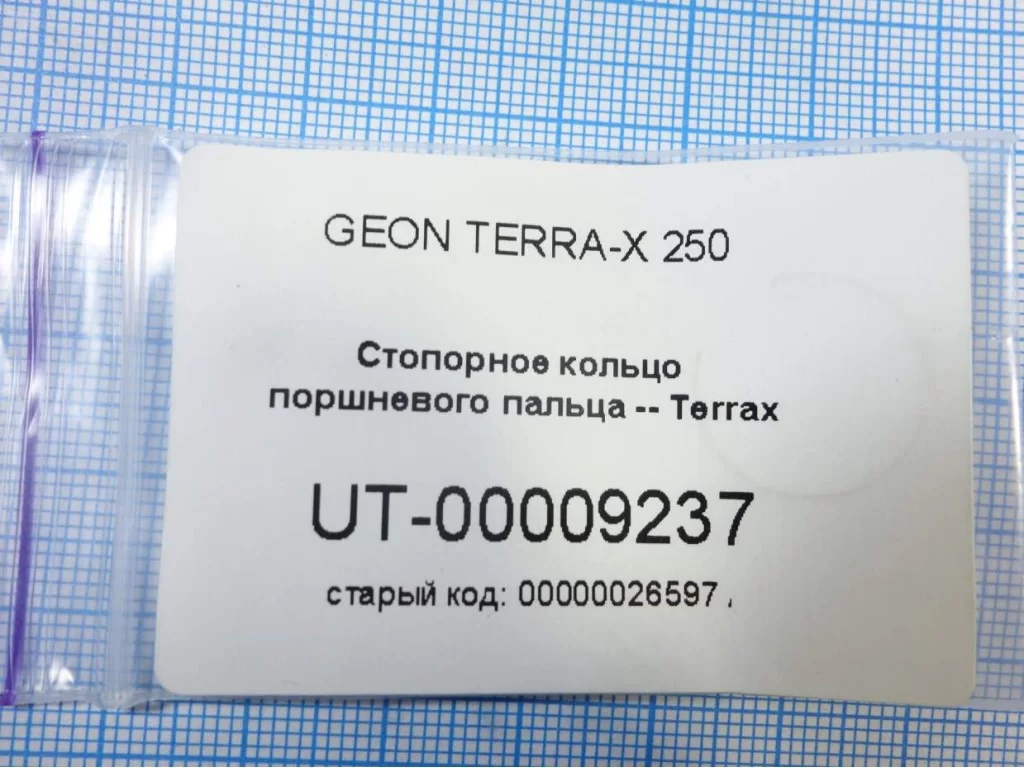 GEON TERRA-X 250
Стопорное кольцо
поршневого пальца -- Terrax
UT-00009237
старый код: 00000026597 ,